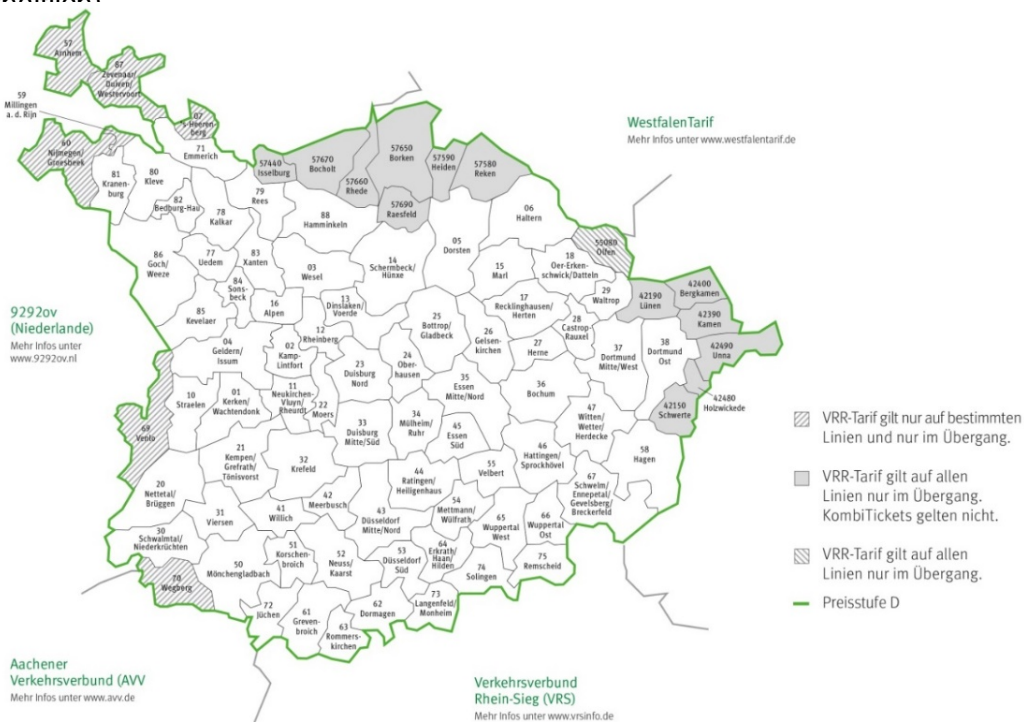 57
Arnhem
87
Zevenaar/
Duiven/
Westervoort
59
Millingen
a. d. Rijn
07
's-Heeren-
berg
60
Nijmegen/
Groesbeek
71
Emmerich
WestfalenTarif
Mehr Infos unter www.westfalentarif.de
57440
Isselburg
57670
Bocholt
57660
Rhede
57650
Borken
57590
Heiden
57580
Reken
57690
Raesfeld
81
Kranen-
burg
80
Kleve
82
Bedburg-Hau
79
Rees
78
Kalkar
88
Hamminkeln
06
Haltern
05
Dorsten
86
Goch/
Weeze
77
Uedem
83
Xanten
84
Sons-
beck
03
Wesel
14
Schermbeck/
Hünxe
15
Marl
18
Oer-Erken-
schwick/Datteln
55080
Olfen
29
Waltrop
42190
Lünen
42400
Bergkamen
42390
Kamen
42490
Unna
42480
Holzwickede
42150
Schwerte
9292ov
(Niederlande)
Mehr Infos unter
www.9292ov.nl
85
Kevelaer
16
Alpen
13
Dinslaken/
Voerde
12
Rheinberg
04
Geldern/
Issum
02
Kamp-
Lintfort
17
Recklinghausen/
Herten
25
Bottrop/
Gladbeck
26
Gelsen-
kirchen
28
Castrop-
Rauxel
27
Herne
37
Dortmund
Mitte/West
38
Dortmund
Ost
10
Straelen
01
Kerken/
Wachtendonk
11
Neukirchen-
Vluyn/
Rheurdt
22
Moers
23
Duisburg
Nord
24
Ober-
hausen
35
Essen
Mitte/Nord
36
Bochum
69
Venlo
33
Duisburg
Mitte/Süd
34
Mülheim/
Ruhr
45
Essen
Süd
47
Witten/
Wetter/
Herdecke
21
Kempen/
Grefrath/
Tönisvorst
32
Krefeld
46
Hattingen/
Sprockhövel
58
Hagen
20
Nettetal/
Brüggen
44
Ratingen/
Heiligenhaus
55
Velbert
67
Schwelm/
Ennepetal/
Gevelsberg/
Breckerfeld
31
Viersen
41
Willich
42
Meerbusch
43
Düsseldorf
Mitte/Nord
54
Mettmann/
Wülfrath
65
Wuppertal
West
66
Wuppertal
Ost
30
Schwalmtal/
Niederkrüchten
50
Mönchengladbach
51
Korschen-
broich
52
Neuss/
Kaarst
53
Düsseldorf
Süd
64
Erkrath/
Haan/
Hilden
74
Solingen
75
Remscheid
70
Wegberg
72
Jüchen
61
Greven-
broich
63
Rommers-
kirchen
62
Dormagen
73
Langenfeld/
Monheim
VRR-Tarif gilt nur auf bestimmten
Linien und nur im Übergang.
VRR-Tarif gilt auf allen
Linien nur im Übergang.
KombiTickets gelten nicht.
VRR-Tarif gilt auf allen
Linien nur im Übergang.
Preisstufe D
Aachener
Verkehrsverbund (AVV
Mehr Infos unter www.avv.de
Verkehrsverbund
Rhein-Sieg (VRS)
Mehr Infos unter www.vrsinfo.de